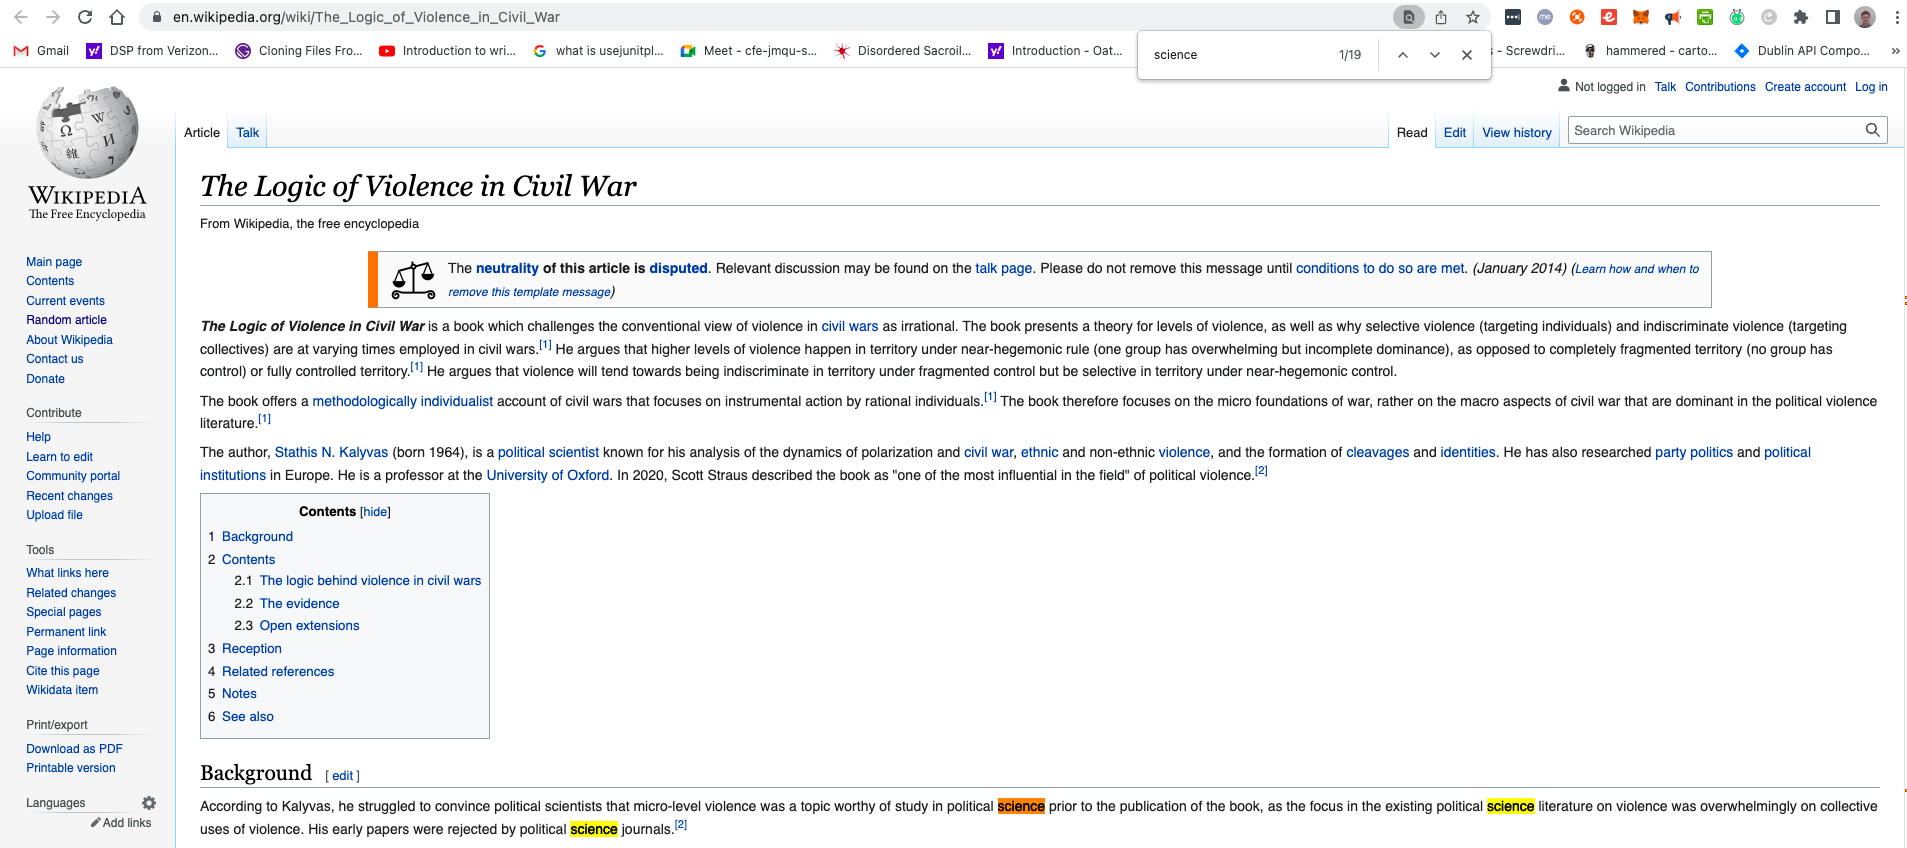 en.wikipedia.org/wiki/The_Logic_of_Violence_in_Civil_War
Gmail
DSP from Verizon...
Cloning Files Fro...
Introduction to wri...
what is usejunitpl...
Meet - cfe-jmqu-s...
Disordered Sacroil...
Introduction - Oat...
s - Screwdri...
hammered - carto...
Dublin API Compo...
»
science
1/19
Not logged in Talk Contributions Create account Log in
Article Talk
Read Edit View history
Search Wikipedia
WIKIPEDIA
The Free Encyclopedia
Main page
Contents
Current events
Random article
About Wikipedia
Contact us
Donate
Contribute
Help
Learn to edit
Community portal
Recent changes
Upload file
Tools
What links here
Related changes
Special pages
Permanent link
Page information
Cite this page
Wikidata item
Print/export
Download as PDF
Printable version
Languages
Add links
The Logic of Violence in Civil War
From Wikipedia, the free encyclopedia
The neutrality of this article is disputed. Relevant discussion may be found on the talk page. Please do not remove this message until conditions to do so are met. (January 2014) (Learn how and when to
remove this template message)
The Logic of Violence in Civil War is a book which challenges the conventional view of violence in civil wars as irrational. The book presents a theory for levels of violence, as well as why selective violence (targeting individuals) and indiscriminate violence (targeting
collectives) are at varying times employed in civil wars.[1] He argues that higher levels of violence happen in territory under near-hegemonic rule (one group has overwhelming but incomplete dominance), as opposed to completely fragmented territory (no group has
control) or fully controlled territory.[1] He argues that violence will tend towards being indiscriminate in territory under fragmented control but be selective in territory under near-hegemonic control.
The book offers a methodologically individualist account of civil wars that focuses on instrumental action by rational individuals.[1] The book therefore focuses on the micro foundations of war, rather on the macro aspects of civil war that are dominant in the political violence
literature.[1]
The author, Stathis N. Kalyvas (born 1964), is a political scientist known for his analysis of the dynamics of polarization and civil war, ethnic and non-ethnic violence, and the formation of cleavages and identities. He has also researched party politics and political
institutions in Europe. He is a professor at the University of Oxford. In 2020, Scott Straus described the book as "one of the most influential in the field" of political violence.[2]
Contents [hide]
1 Background
2 Contents
2.1 The logic behind violence in civil wars
2.2 The evidence
2.3 Open extensions
3 Reception
4 Related references
5 Notes
6 See also
Background [ edit ]
According to Kalyvas, he struggled to convince political scientists that micro-level violence was a topic worthy of study in political science prior to the publication of the book, as the focus in the existing political science literature on violence was overwhelmingly on collective
uses of violence. His early papers were rejected by political science journals.[2]